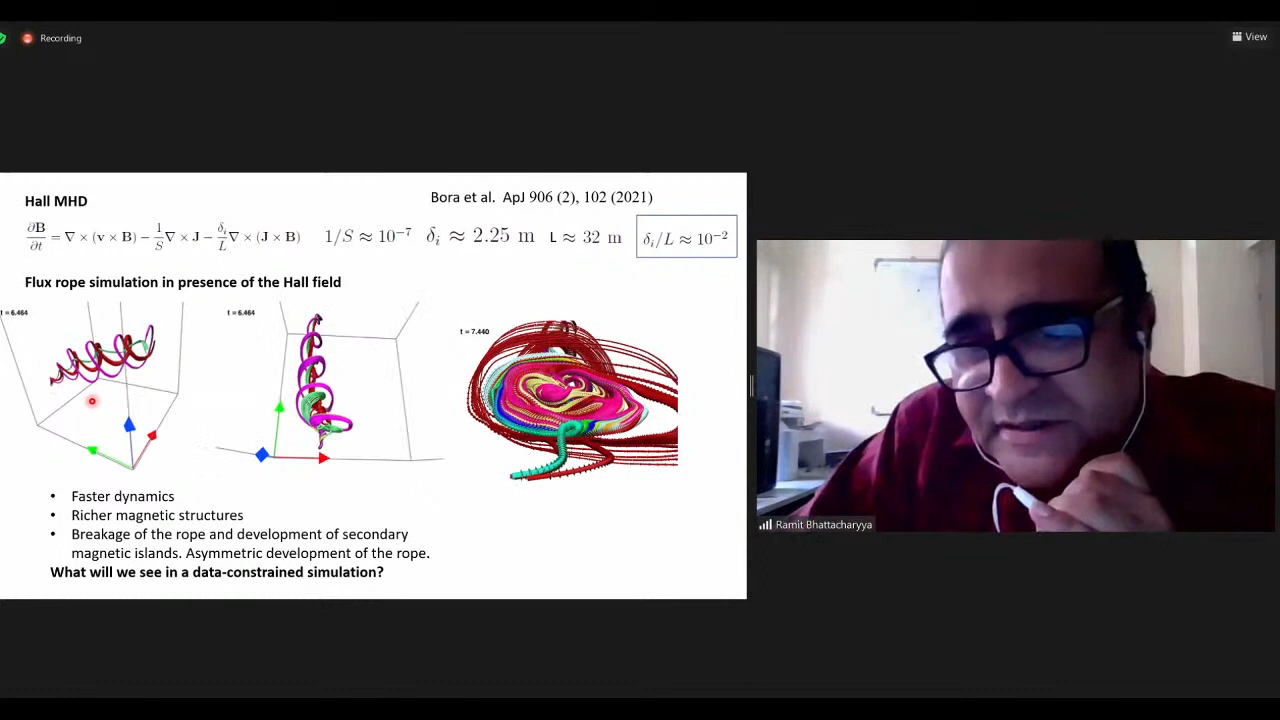 Recording
View
Hall MHD
Bora et al. ApJ 906 (2), 102 (2021)
∂B/∂t = ∇ × (v × B) − 1/S ∇ × J − δᵢ/L ∇ × (J × B) 1/S ≈ 10⁻⁷ δᵢ ≈ 2.25 m L ≈ 32 m δᵢ/L ≈ 10⁻²
Flux rope simulation in presence of the Hall field
t = 6.464 t = 6.464 t = 7.440
• Faster dynamics
• Richer magnetic structures
• Breakage of the rope and development of secondary
magnetic islands. Asymmetric development of the rope.
What will we see in a data-constrained simulation?
Ramit Bhattacharyya